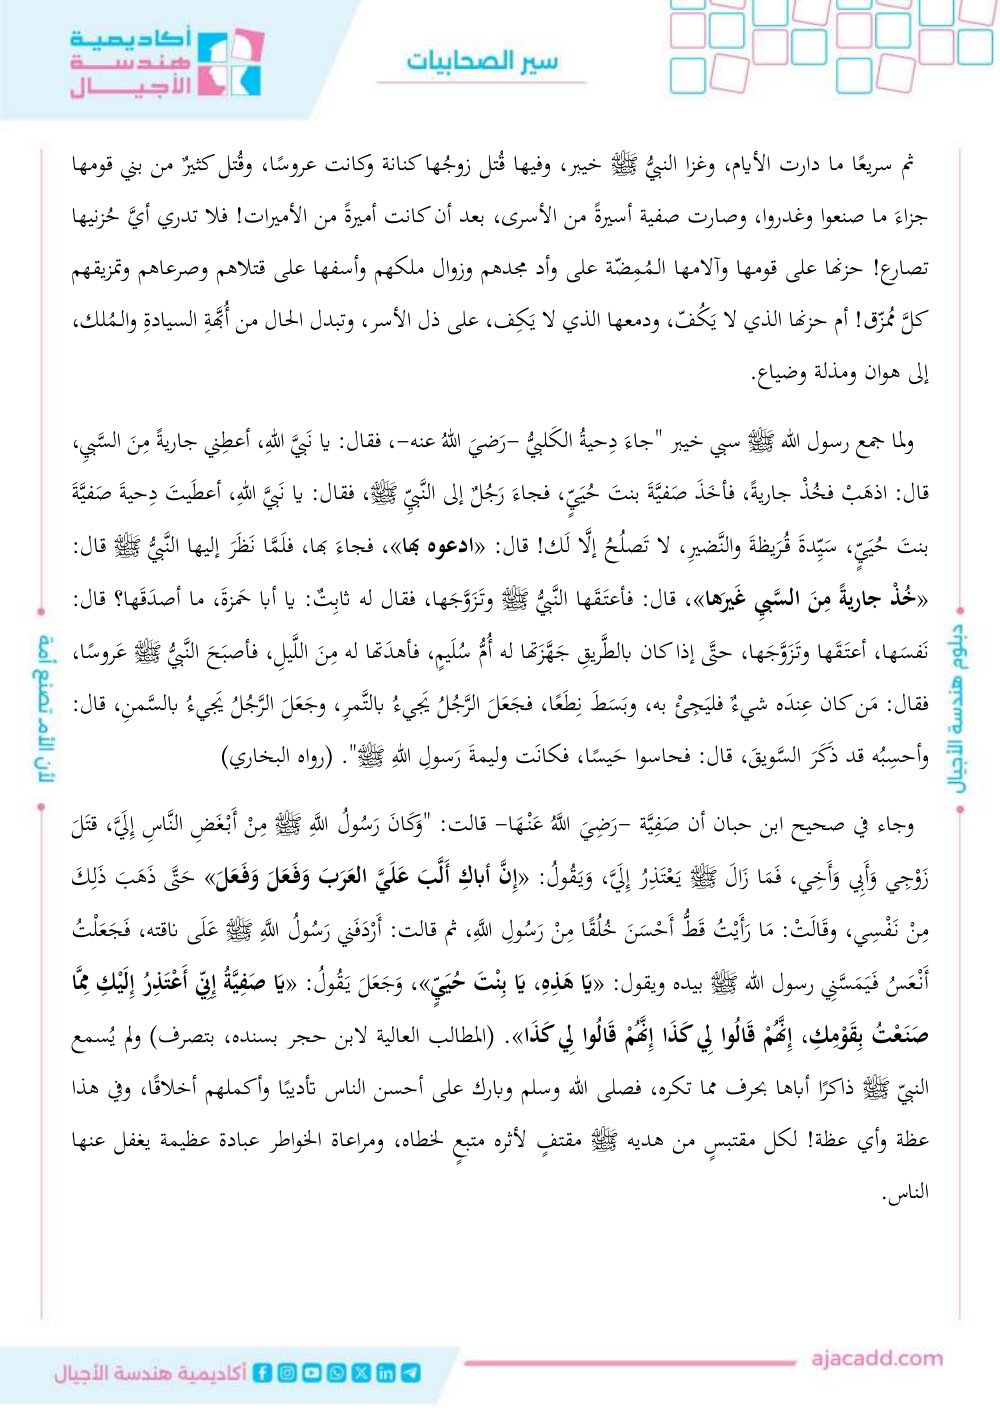 أكاديمية
هندسة
الأجيال
سير الصحابيات
ثم سريعًا ما دارت الأيام، وغزا النبيُّ ﷺ خيبر، وفيها قُتل زوجُها كنانة وكانت عروسًا، وقُتل كثيرٌ من بني قومها
جزاءَ ما صنعوا وغدروا، وصارت صفية أسيرةً من الأسرى، بعد أن كانت أميرةً من الأميرات! فلا تدري أيَّ حُزنيها
تصارع! حزنها على قومها وآلامها المُمِضّة على وأد مجدهم وزوال ملكهم وأسفها على قتلاهم وصرعاهم وتمزيقهم
كلَّ مُمزّق! أم حزنها الذي لا يَكُفّ، ودمعها الذي لا يَكِف، على ذل الأسر، وتبدل الحال من أُبَّهَةِ السيادةِ والمُلك،
إلى هوان ومذلة وضياع.
ولما جمع رسول الله ﷺ سبي خيبر "جاءَ دِحيةُ الكَلبيُّ –رَضيَ اللهُ عنه–، فقال: يا نَبيَّ اللهِ، أعطِني جاريةً مِنَ السَّبيِ،
قال: اذهَبْ فخُذْ جاريةً، فأخَذَ صَفيَّةَ بنتَ حُيَيٍّ، فجاءَ رَجُلٌ إلى النَّبيِّ ﷺ، فقال: يا نَبيَّ اللهِ، أعطَيتَ دِحيةَ صَفيَّةَ
بنتَ حُيَيٍّ، سَيِّدةَ قُرَيظةَ والنَّضيرِ، لا تَصلُحُ إلَّا لَك! قال: «ادعوه بها»، فجاءَ بها، فلَمَّا نَظَرَ إليها النَّبيُّ ﷺ قال:
«خُذْ جاريةً مِنَ السَّبيِ غَيرَها»، قال: فأعتَقَها النَّبيُّ ﷺ وتَزَوَّجَها، فقال له ثابِتٌ: يا أبا حَمزةَ، ما أصدَقَها؟ قال:
نَفسَها، أعتَقَها وتَزَوَّجَها، حتَّى إذا كان بالطَّريقِ جَهَّزَتها له أُمُّ سُلَيمٍ، فأهدَتها له مِنَ اللَّيلِ، فأصبَحَ النَّبيُّ ﷺ عَروسًا،
فقال: مَن كان عِندَه شيءٌ فليَجِئْ به، وبَسَطَ نِطَعًا، فجَعَلَ الرَّجُلُ يَجيءُ بالتَّمرِ، وجَعَلَ الرَّجُلُ يَجيءُ بالسَّمنِ، قال:
وأحسِبُه قد ذَكَرَ السَّويقَ، قال: فحاسوا حَيسًا، فكانَت وليمةَ رَسولِ اللهِ ﷺ". (رواه البخاري)
وجاء في صحيح ابن حبان أن صَفِيَّة –رَضِيَ اللَّهُ عَنْهَا– قالت: "وَكَانَ رَسُولُ اللَّهِ ﷺ مِنْ أَبْغَضِ النَّاسِ إِلَيَّ، قتَلَ
زَوْجِي وَأَبِي وَأَخِي، فَمَا زَالَ ﷺ يَعْتَذِرُ إِلَيَّ، وَيَقُولُ: «إِنَّ أباكِ أَلَّبَ عَلَيَّ العَرَبَ وَفَعَلَ وَفَعَلَ» حَتَّى ذَهَبَ ذَلِكَ
مِنْ نَفْسِي، وقَالَتْ: مَا رَأَيْتُ قَطُّ أَحْسَنَ خُلُقًا مِنْ رَسُولِ اللَّهِ، ثم قالت: أَرْدَفَني رَسُولُ اللَّهِ ﷺ عَلَى ناقته، فَجَعَلْتُ
أَنْعَسُ فَيَمَسَّنِي رسول الله ﷺ بيده ويقول: «يَا هَذِهِ، يَا بِنْتَ حُيَيٍّ»، وَجَعَلَ يَقُولُ: «يَا صَفِيَّةُ إِنِّي أَعْتَذِرُ إِلَيْكِ مِمَّا
صَنَعْتُ بِقَوْمِكِ، إِنَّهُمْ قَالُوا لِي كَذَا إِنَّهُمْ قَالُوا لِي كَذَا». (المطالب العالية لابن حجر بسنده، بتصرف) ولم يُسمع
النبيّ ﷺ ذاكرًا أباها بحرف مما تكره، فصلى الله وسلم وبارك على أحسن الناس تأديبًا وأكملهم أخلاقًا، وفي هذا
عظة وأي عظة! لكل مقتبسٍ من هديه ﷺ مقتفٍ لأثره متبعٍ لخطاه، ومراعاة الخواطر عبادة عظيمة يغفل عنها
الناس.
دبلوم هندسة الأجيال
لأن الأم تصنع أمة
أكاديمية هندسة الأجيال
ajacadd.com